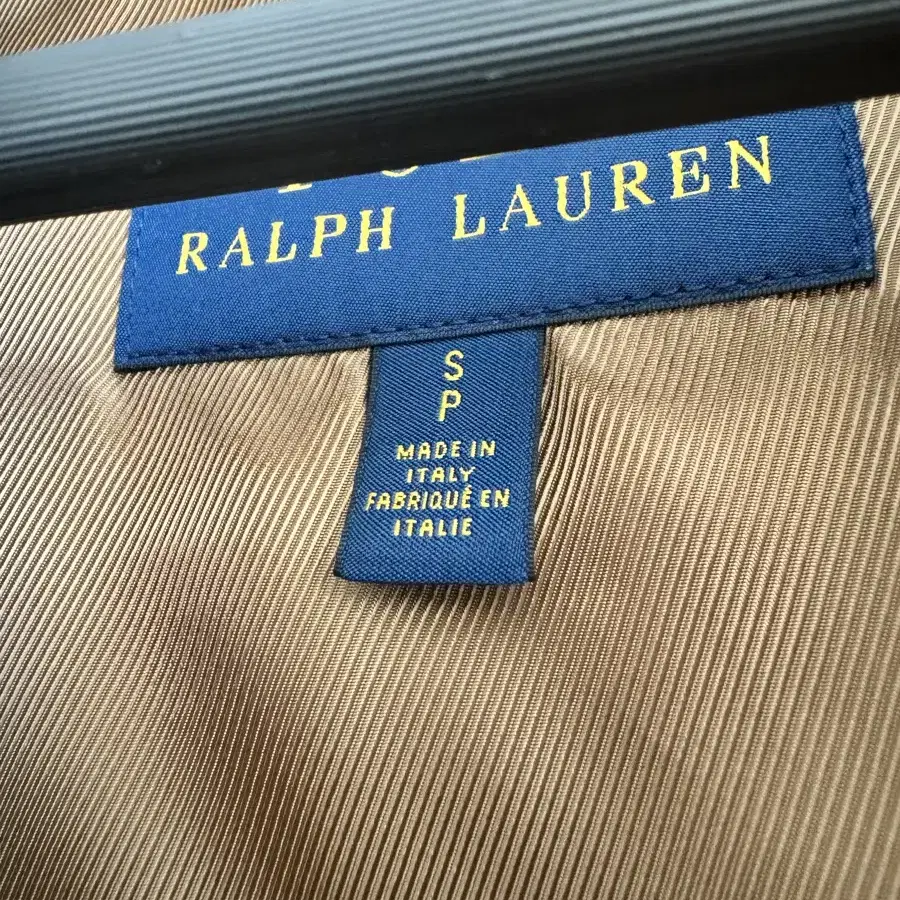 RALPH LAUREN
S
P
MADE IN
ITALY
FABRIQUÉ EN
ITALIE